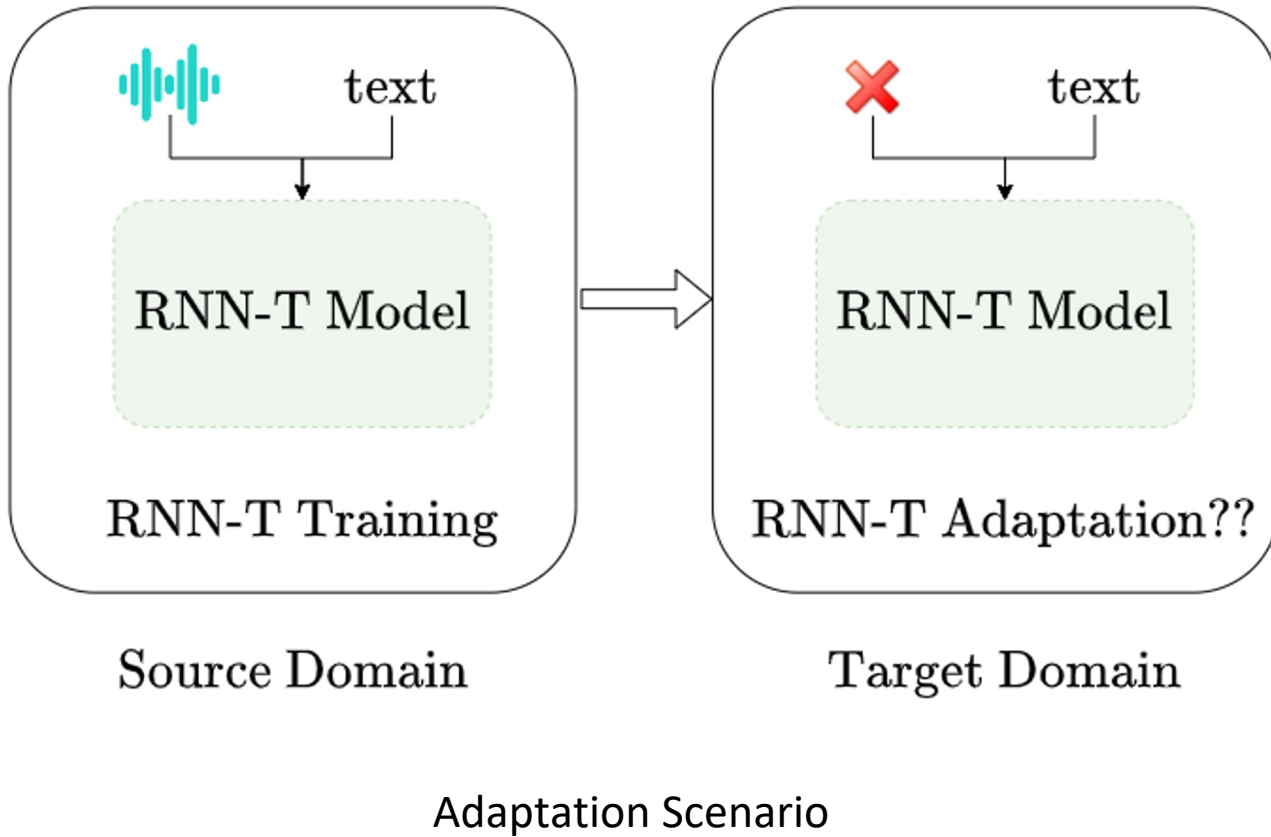 text
RNN-T Model
RNN-T Training
Source Domain
text
RNN-T Model
RNN-T Adaptation??
Target Domain
Adaptation Scenario